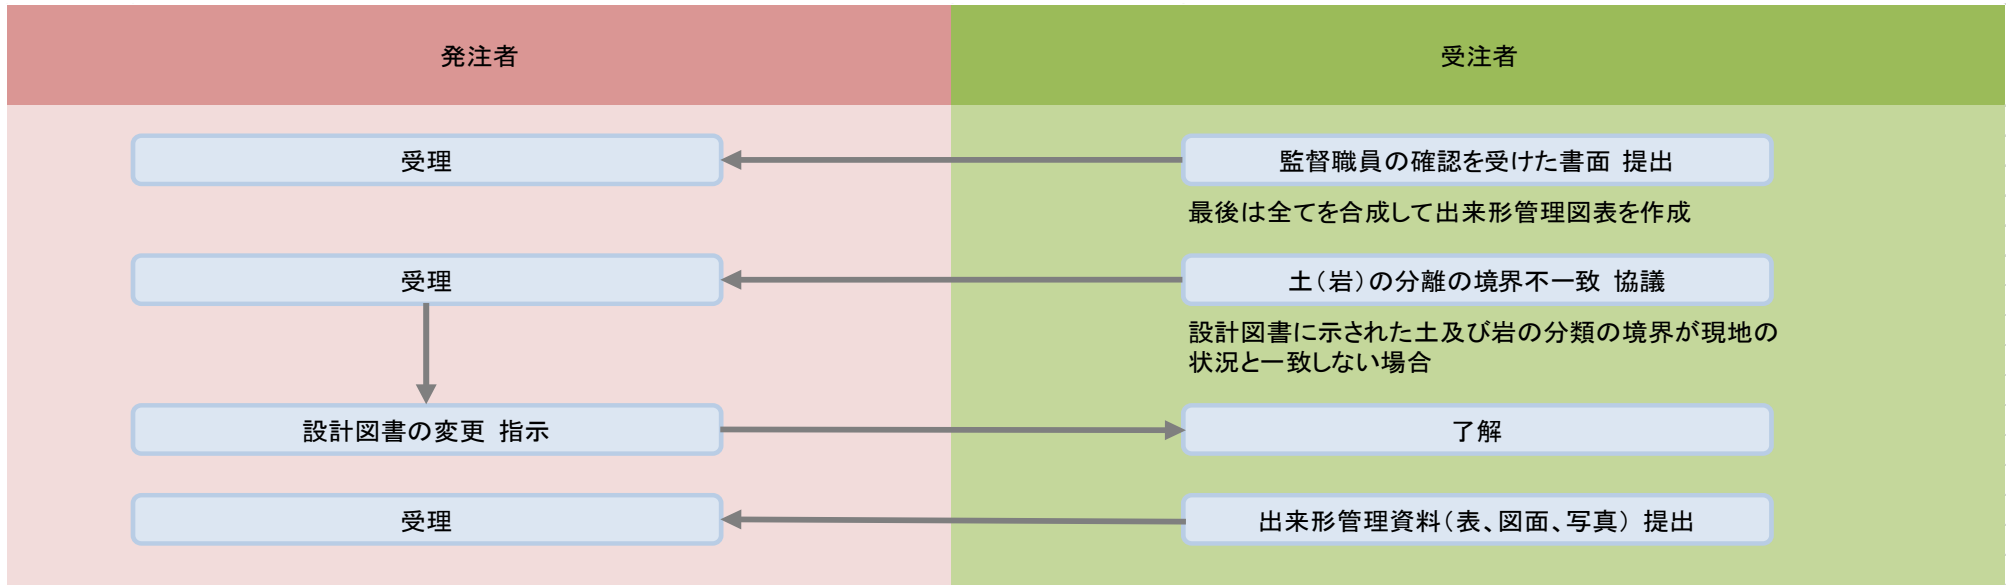 発注者
受注者
受理
監督職員の確認を受けた書面 提出
最後は全てを合成して出来形管理図表を作成
受理
土(岩)の分離の境界不一致 協議
設計図書に示された土及び岩の分類の境界が現地の
状況と一致しない場合
設計図書の変更 指示
了解
受理
出来形管理資料(表、図面、写真) 提出